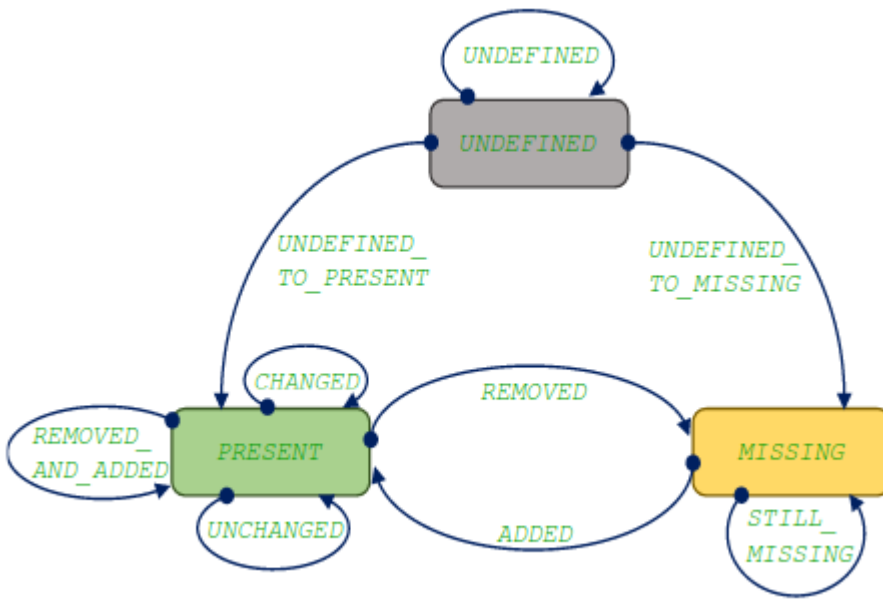 UNDEFINED
UNDEFINED
UNDEFINED_
TO_PRESENT
UNDEFINED_
TO_MISSING
CHANGED
REMOVED
REMOVED_
AND_ADDED
PRESENT
MISSING
UNCHANGED
ADDED
STILL_
MISSING